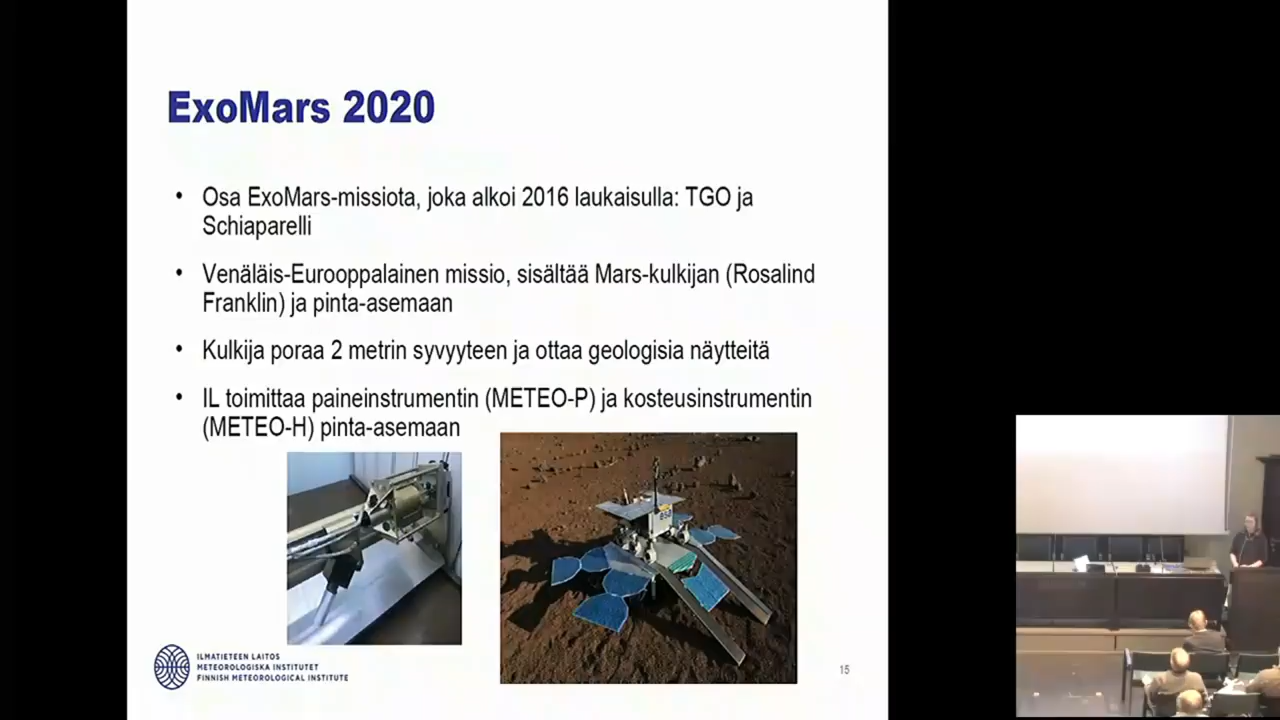 ExoMars 2020
• Osa ExoMars-missiota, joka alkoi 2016 laukaisulla: TGO ja
Schiaparelli
• Venäläis-Eurooppalainen missio, sisältää Mars-kulkijan (Rosalind
Franklin) ja pinta-asemaan
• Kulkija poraa 2 metrin syvyyteen ja ottaa geologisia näytteitä
• IL toimittaa paineinstrumentin (METEO-P) ja kosteusinstrumentin
(METEO-H) pinta-asemaan
esa
ILMATIETEEN LAITOS
METEOROLOGISKA INSTITUTET
FINNISH METEOROLOGICAL INSTITUTE
15